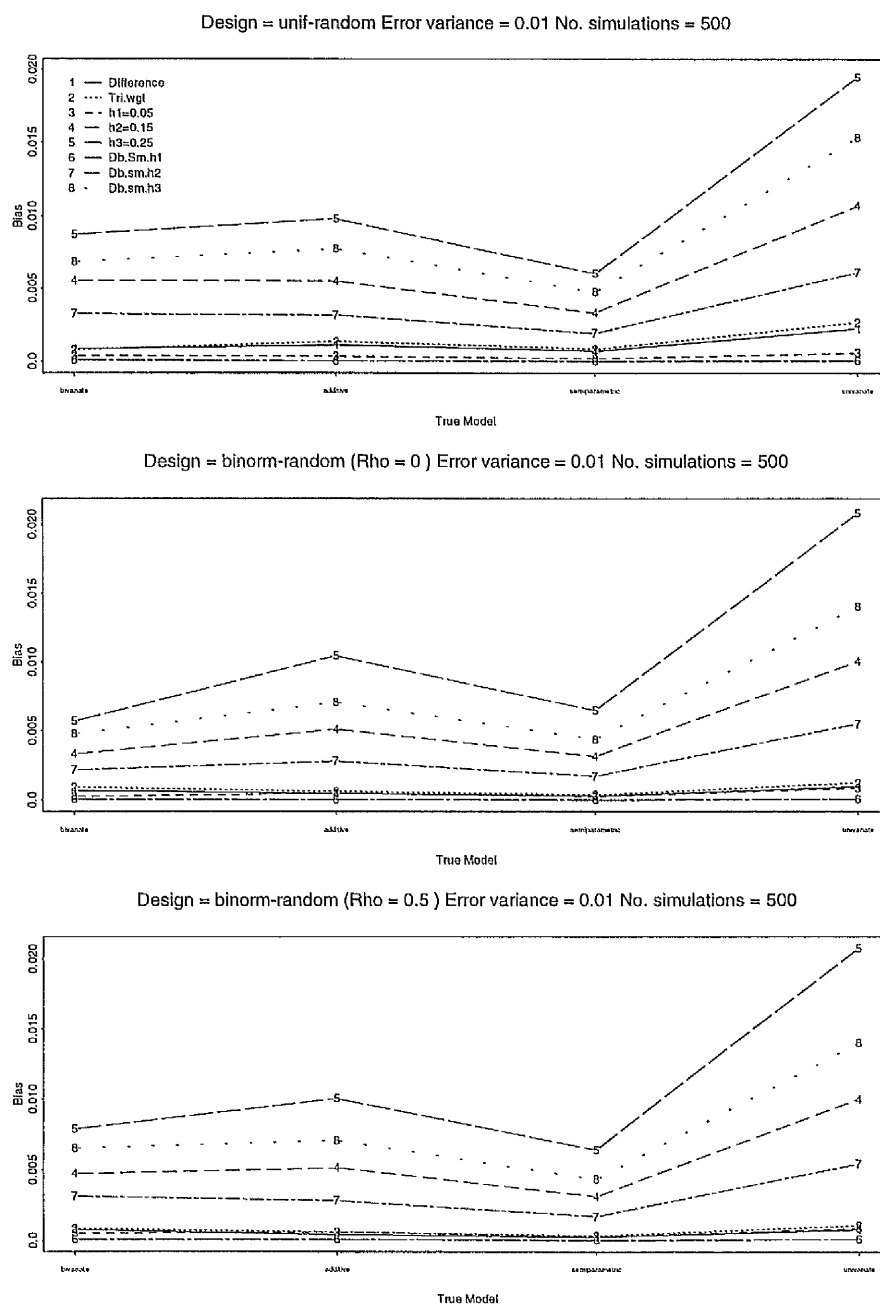 Design = unif-random Error variance = 0.01 No. simulations = 500
0.020
0.015
0.010
0.005
0.0
Bias
1 Difference
2 Tri.wgt
3 h1=0.05
4 h2=0.15
5 h3=0.25
6 Db.Sm.h1
7 Db.sm.h2
8 Db.sm.h3
bivariate
additive
semiparametric
univariate
True Model
Design = binorm-random (Rho = 0 ) Error variance = 0.01 No. simulations = 500
0.020
0.015
0.010
0.005
0.0
Bias
bivariate
additive
semiparametric
univariate
True Model
Design = binorm-random (Rho = 0.5 ) Error variance = 0.01 No. simulations = 500
0.020
0.015
0.010
0.005
0.0
Bias
bivariate
additive
semiparametric
univariate
True Model